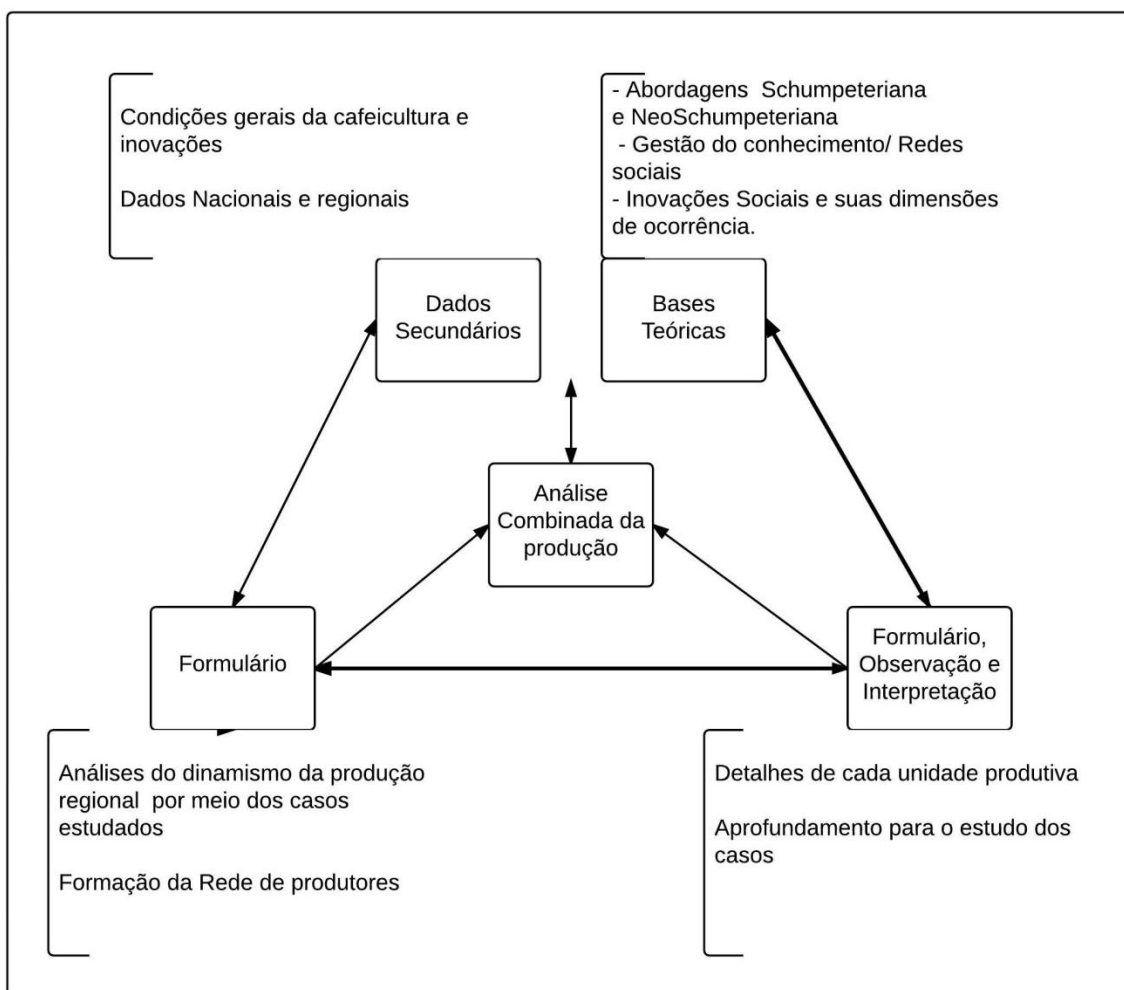 Condições gerais da cafeicultura e
inovações
Dados Nacionais e regionais
- Abordagens Schumpeteriana
e NeoSchumpeteriana
- Gestão do conhecimento/ Redes
sociais
- Inovações Sociais e suas dimensões
de ocorrência.
Dados
Secundários
Bases
Teóricas
Análise
Combinada da
produção
Formulário
Formulário,
Observação e
Interpretação
Análises do dinamismo da produção
regional por meio dos casos
estudados
Formação da Rede de produtores
Detalhes de cada unidade produtiva
Aprofundamento para o estudo dos
casos